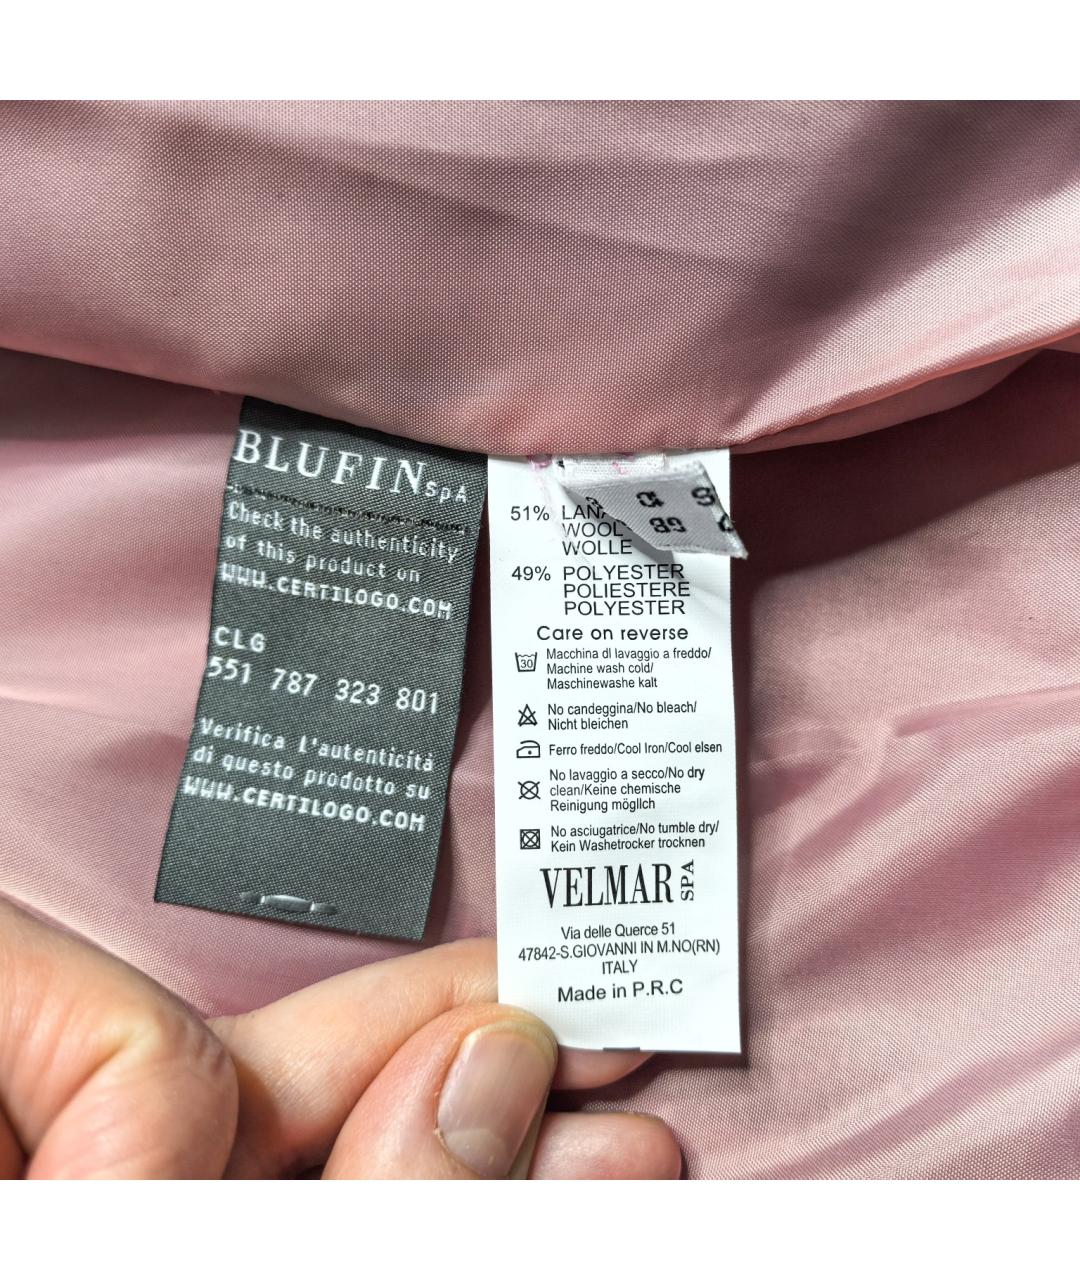 BLUFIN SpA
Check the authenticity
of this product on
WWW.CERTILOGO.COM
CLG
551 787 323 801
Verifica l'autenticità
di questo prodotto su
WWW.CERTILOGO.COM
51%
WOOL
WOLLE
49% POLYESTER
POLIESTERE
POLYESTER
Care on reverse
30
Macchina di lavaggio a freddo/
Machine wash cold/
Maschinewashe kalt
No candeggina/No bleach/
Nicht bleichen
Ferro freddo/Cool Iron/Cool elsen
No lavaggio a secco/No dry
clean/Keine chemische
Reinigung mögllch
No asciugatrice/No tumble dry/
Kein Washetrocker trocknen
VELMAR SPA
Via delle Querce 51
47842-S.GIOVANNI IN M.NO(RN)
ITALY
Made in P.R.C